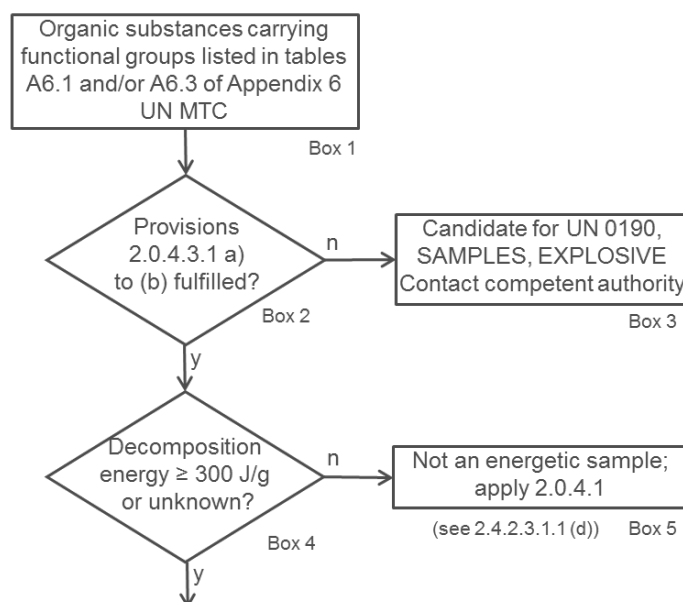 Organic substances carrying
functional groups listed in tables
A6.1 and/or A6.3 of Appendix 6
UN MTC
Box 1
Provisions
2.0.4.3.1 a)
to (b) fulfilled?
Box 2
n
Candidate for UN 0190,
SAMPLES, EXPLOSIVE
Contact competent authority
Box 3
y
Decomposition
energy ≥ 300 J/g
or unknown?
Box 4
n
Not an energetic sample;
apply 2.0.4.1
(see 2.4.2.3.1.1 (d))
Box 5
y